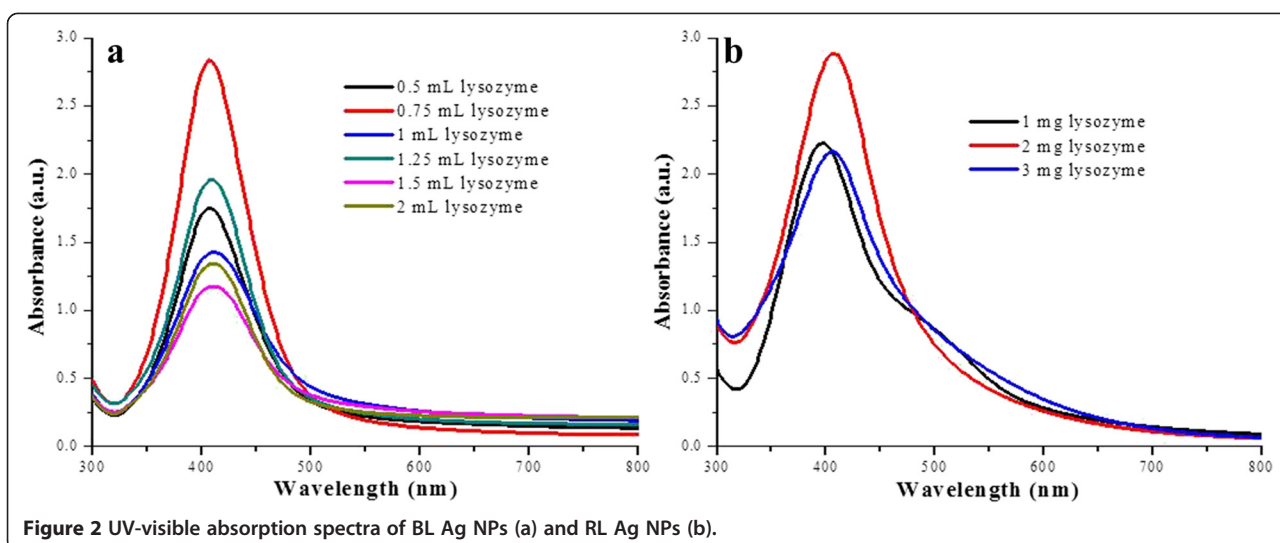 a
3.0
2.5
2.0
1.5
1.0
0.5
0.0
Absorbance (a.u.)
0.5 mL lysozyme
0.75 mL lysozyme
1 mL lysozyme
1.25 mL lysozyme
1.5 mL lysozyme
2 mL lysozyme
300 400 500 600 700 800
Wavelength (nm)
b
3.0
2.5
2.0
1.5
1.0
0.5
0.0
Absorbance (a.u.)
1 mg lysozyme
2 mg lysozyme
3 mg lysozyme
300 400 500 600 700 800
Wavelength (nm)
Figure 2 UV-visible absorption spectra of BL Ag NPs (a) and RL Ag NPs (b).